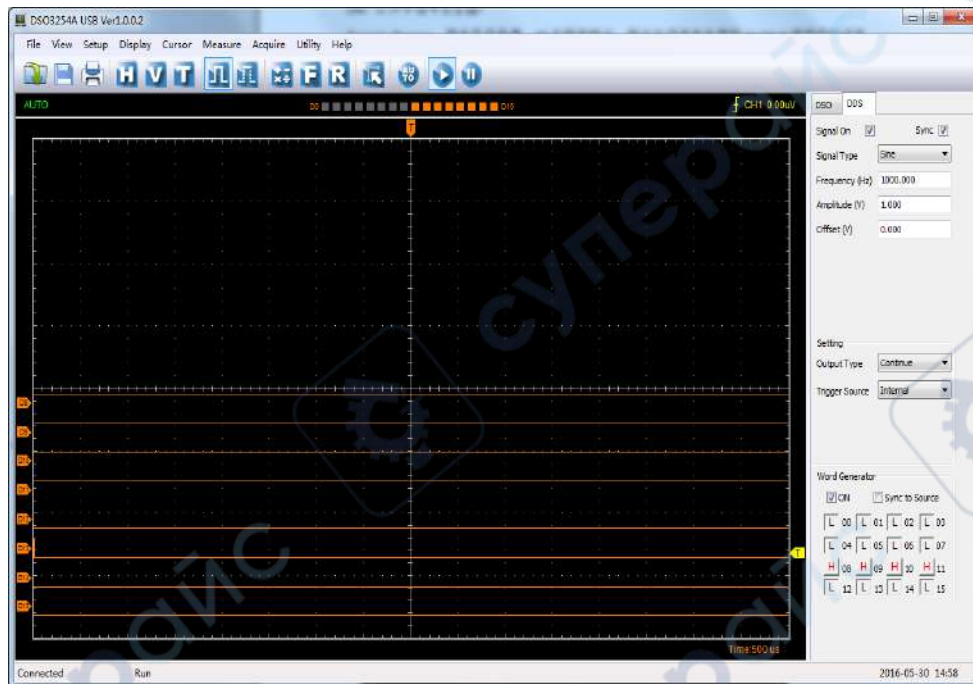 DSO3254A USB Ver1.0.0.2
File View Setup Display Cursor Measure Acquire Utility Help
H V T F R AUTO
AUTO
D0 D15
CH1 0.00uV
T
DSO DDS
Signal On Sync
Signal Type Sine
Frequency (Hz) 1000.000
Amplitude (V) 1.000
Offset (V) 0.000
Setting
Output Type Continue
Trigger Source Internal
T
Word Generator
ON Sync to Source
L 00 L 01 L 02 L 03
L 04 L 05 L 06 L 07
H 08 H 09 H 10 H 11
L 12 L 13 L 14 L 15
Time:500 us
Connected Run 2016-05-30 14:58
суперайс
райс
райс